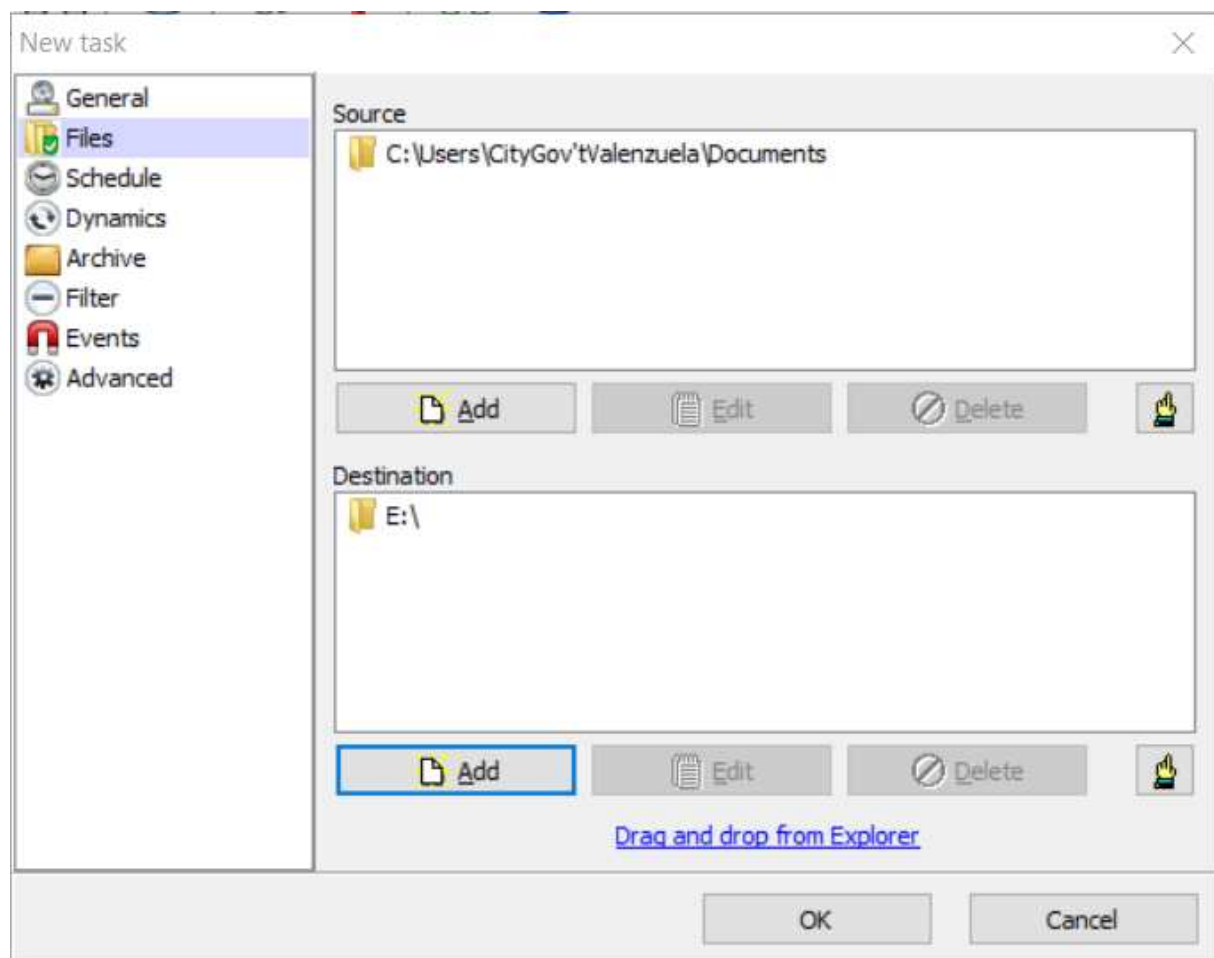 New task
General
Files
Schedule
Dynamics
Archive
Filter
Events
Advanced
Source
C:\Users\CityGov'tValenzuela\Documents
Add
Edit
Delete
Destination
E:\
Add
Edit
Delete
Drag and drop from Explorer
OK
Cancel